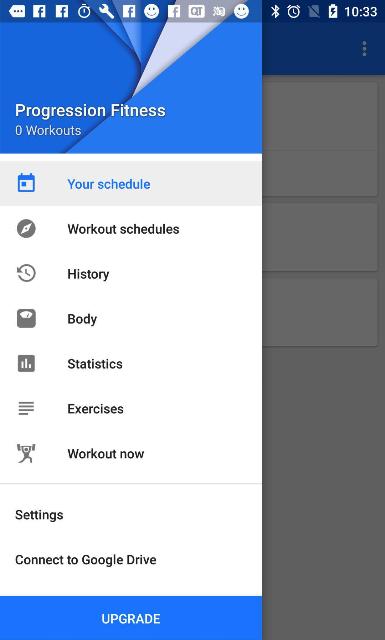 10:33
Progression Fitness
0 Workouts
Your schedule
Workout schedules
History
Body
Statistics
Exercises
Workout now
Settings
Connect to Google Drive
UPGRADE